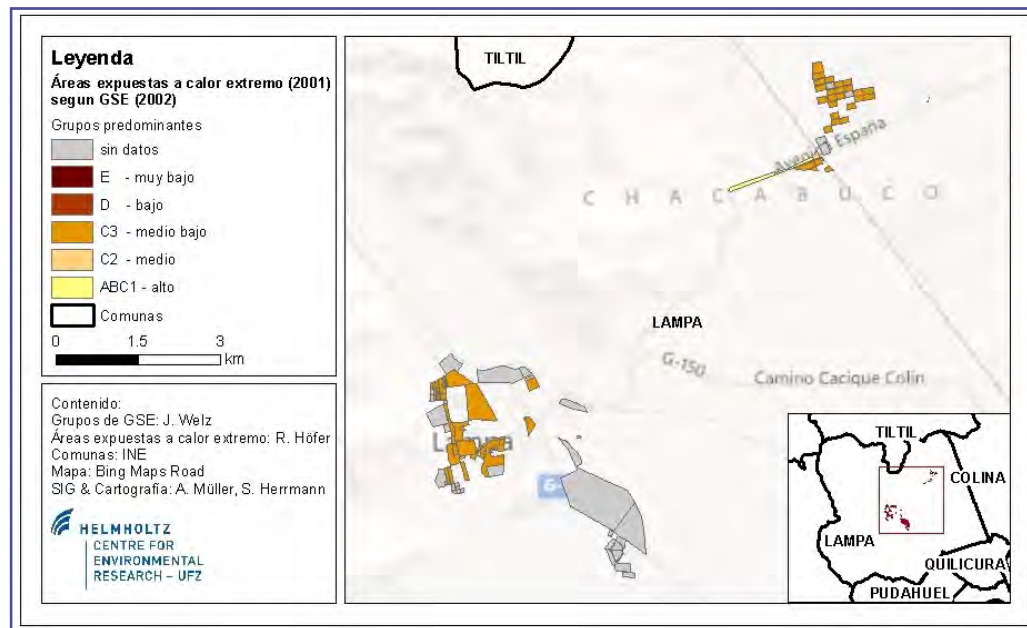 Leyenda
Áreas expuestas a calor extremo (2001)
segun GSE (2002)
Grupos predominantes
sin datos
E - muy bajo
D - bajo
C3 - medio bajo
C2 - medio
ABC1 - alto
Comunas
0 1.5 3
km
Contenido:
Grupos de GSE: J. Welz
Áreas expuestas a calor extremo: R. Höfer
Comunas: INE
Mapa: Bing Maps Road
SIG & Cartografía: A. Müller, S. Herrmann
HELMHOLTZ
CENTRE FOR
ENVIRONMENTAL
RESEARCH – UFZ
TILTIL
Avenida España
CHACABUCO
LAMPA
G-150
Camino Cacique Colin
Lampa
G-
TILTIL
COLINA
LAMPA
QUILICURA
PUDAHUEL